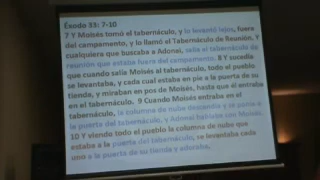 Éxodo 33: 7-10
7 Y Moisés tomó el tabernáculo, y lo levantó lejos, fuera
del campamento, y lo llamó el Tabernáculo de Reunión. Y
cualquiera que buscaba a Adonai, salía al tabernáculo de
reunión que estaba fuera del campamento. 8 Y sucedía
que cuando salía Moisés al tabernáculo, todo el pueblo
se levantaba, y cada cual estaba en pie a la puerta de su
tienda, y miraban en pos de Moisés, hasta que él entraba
en el tabernáculo. 9 Cuando Moisés entraba en el
tabernáculo, la columna de nube descendía y se ponía a
la puerta del tabernáculo, y Adonai hablaba con Moisés.
10 Y viendo todo el pueblo la columna de nube que
estaba a la puerta del tabernáculo, se levantaba cada
uno a la puerta de su tienda y adoraba.